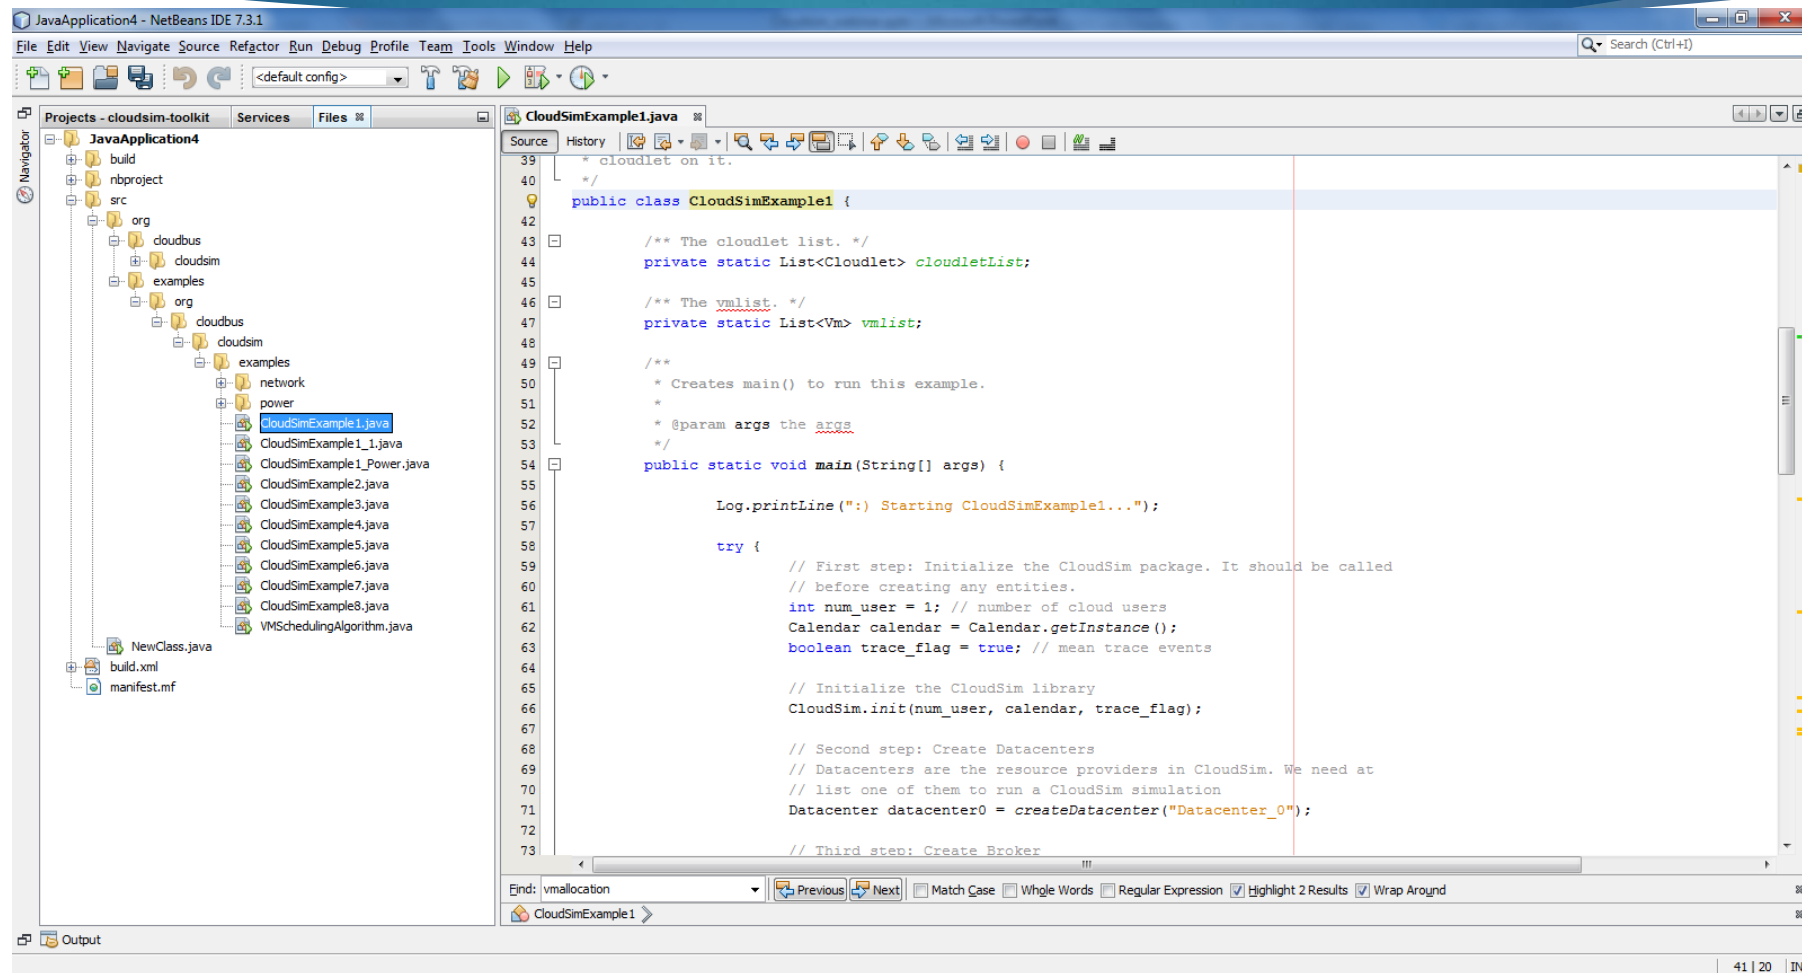 JavaApplication4 - NetBeans IDE 7.3.1
File Edit View Navigate Source Refactor Run Debug Profile Team Tools Window Help
Search (Ctrl+I)
<default config>
Projects - cloudsim-toolkit Services Files
Navigator
JavaApplication4
build
nbproject
src
org
cloudbus
cloudsim
examples
org
cloudbus
cloudsim
examples
network
power
CloudSimExample1.java
CloudSimExample1_1.java
CloudSimExample1_Power.java
CloudSimExample2.java
CloudSimExample3.java
CloudSimExample4.java
CloudSimExample5.java
CloudSimExample6.java
CloudSimExample7.java
CloudSimExample8.java
VMSchedulingAlgorithm.java
NewClass.java
build.xml
manifest.mf
CloudSimExample1.java
Source History
39 * cloudlet on it.
40 */
public class CloudSimExample1 {
42
43 /** The cloudlet list. */
44 private static List<Cloudlet> cloudletList;
45
46 /** The vmlist. */
47 private static List<Vm> vmlist;
48
49 /**
50 * Creates main() to run this example.
51 *
52 * @param args the args
53 */
54 public static void main(String[] args) {
55
56 Log.printLine(":) Starting CloudSimExample1...");
57
58 try {
59 // First step: Initialize the CloudSim package. It should be called
60 // before creating any entities.
61 int num_user = 1; // number of cloud users
62 Calendar calendar = Calendar.getInstance();
63 boolean trace_flag = true; // mean trace events
64
65 // Initialize the CloudSim library
66 CloudSim.init(num_user, calendar, trace_flag);
67
68 // Second step: Create Datacenters
69 // Datacenters are the resource providers in CloudSim. We need at
70 // list one of them to run a CloudSim simulation
71 Datacenter datacenter0 = createDatacenter("Datacenter_0");
72
73 // Third step: Create Broker
Find: vmallocation Previous Next Match Case Whole Words Regular Expression Highlight 2 Results Wrap Around
CloudSimExample1
Output
41 | 20 IN